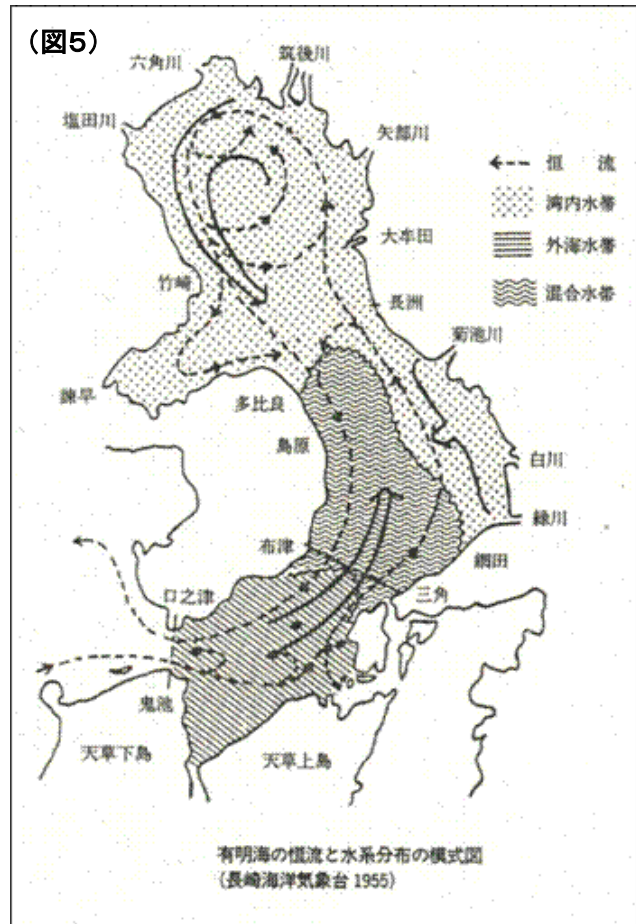 （図5）
六角川
筑後川
塩田川
矢部川
恒 流
湾内水帯
大牟田
外海水帯
竹崎
混合水帯
長洲
菊池川
諫早
多比良
島原
白川
緑川
布津
網田
口之津
三角
鬼池
天草下島
天草上島
有明海の恒流と水系分布の模式図
（長崎海洋気象台 1955）